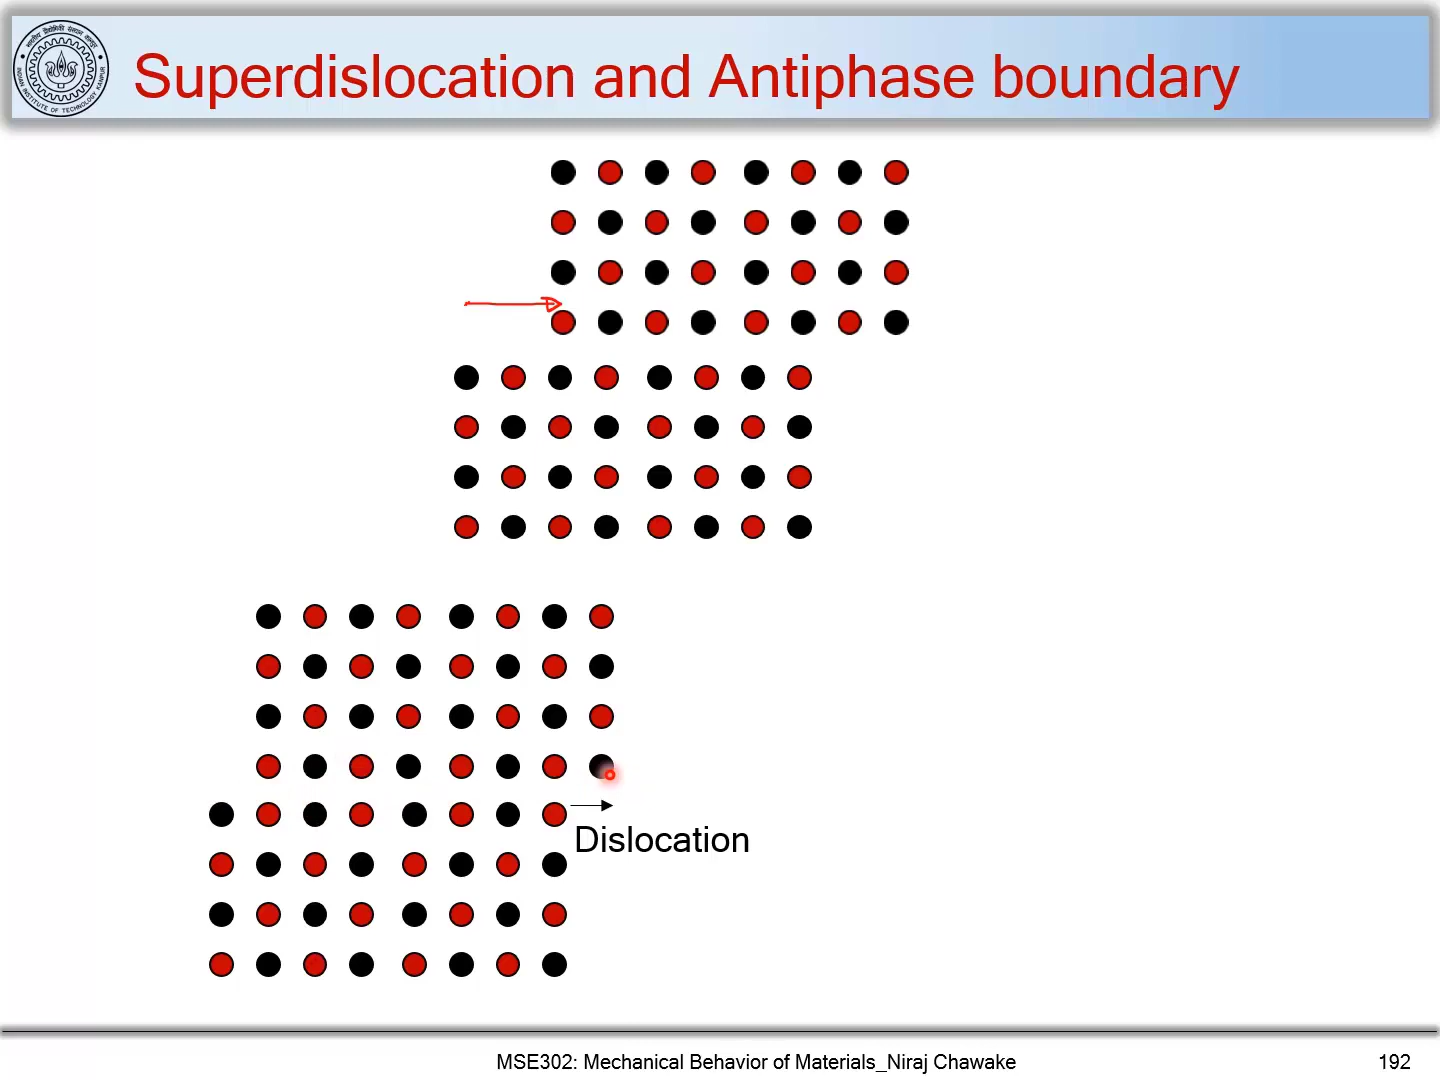 Superdislocation and Antiphase boundary
Dislocation
MSE302: Mechanical Behavior of Materials_Niraj Chawake
192